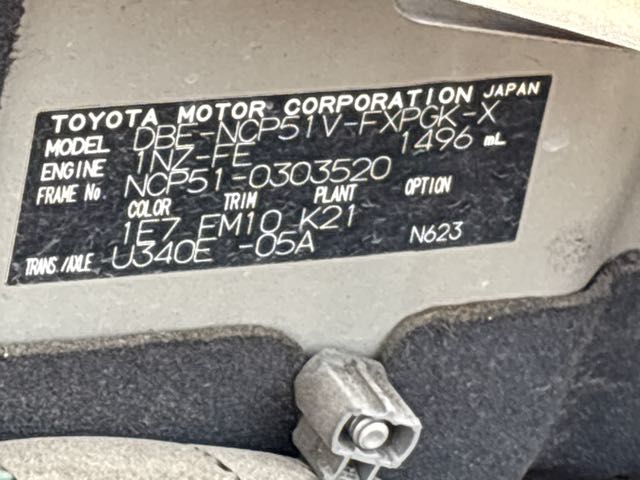 TOYOTA MOTOR CORPORATION JAPAN
MODEL DBE-NCP51V-FXPGK-X
ENGINE 1NZ-FE 1496 mL
FRAME No NCP51-0303520
COLOR TRIM PLANT OPTION
1E7 FM10 K21
TRANS./AXLE U340E -05A N623